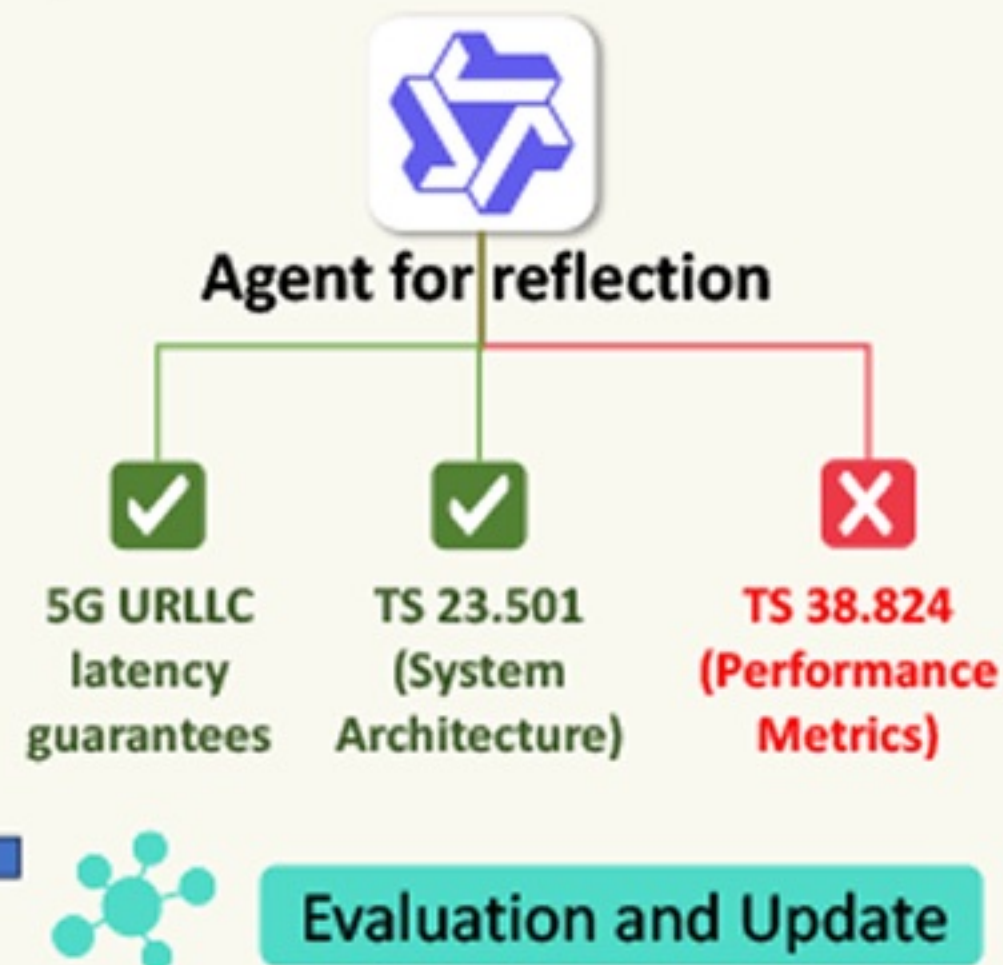 Agent for reflection
5G URLLC
latency
guarantees
TS 23.501
(System
Architecture)
TS 38.824
(Performance
Metrics)
Evaluation and Update